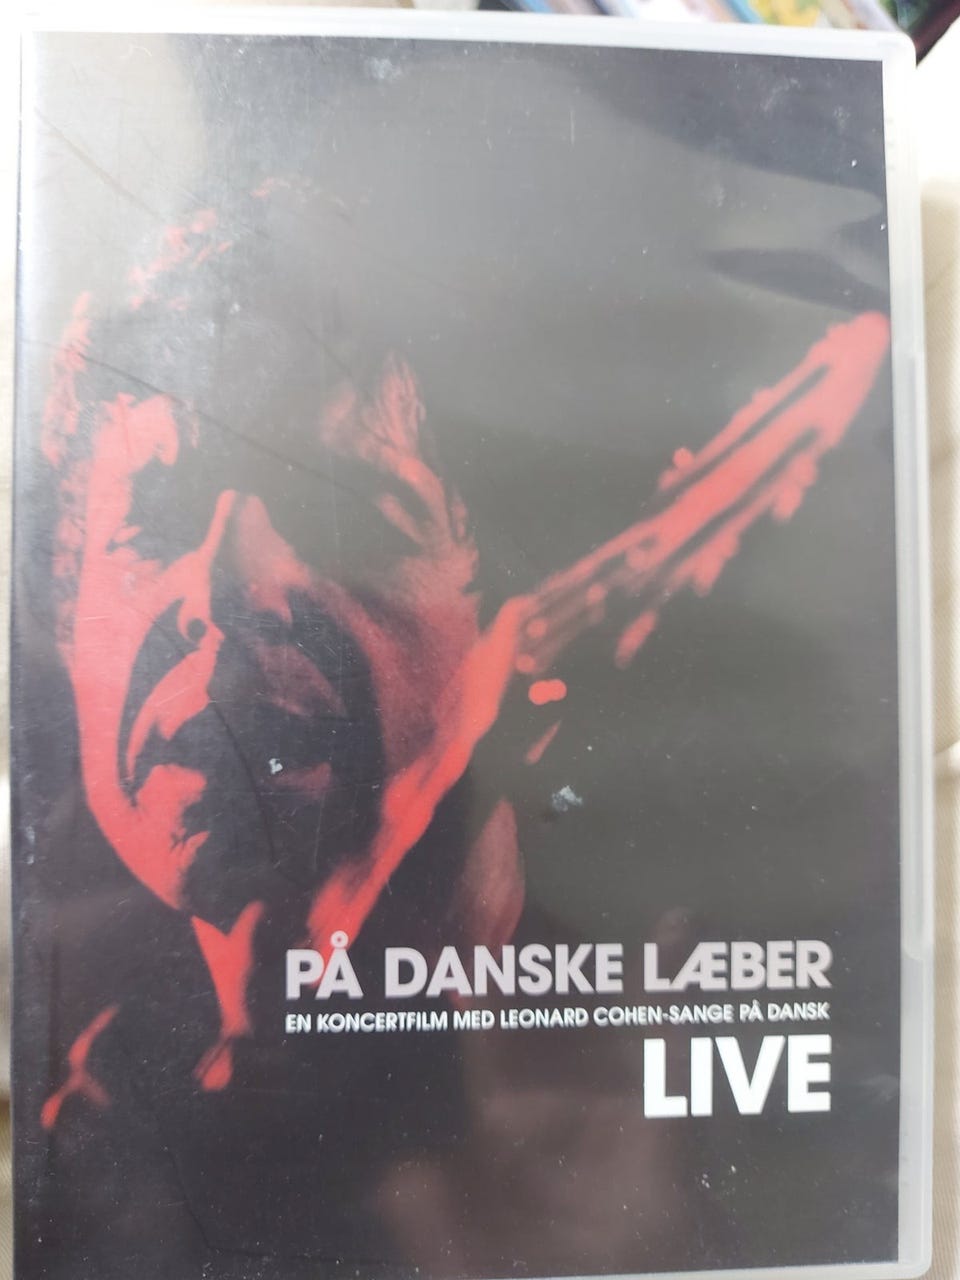 PÅ DANSKE LÆBER
EN KONCERTFILM MED LEONARD COHEN-SANGE PÅ DANSK
LIVE